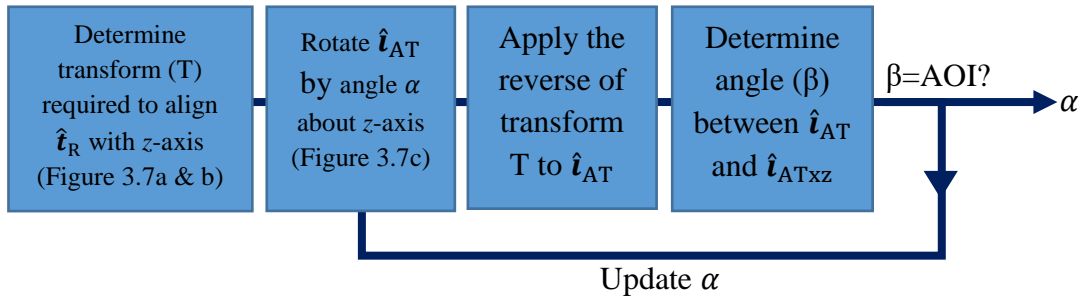 Determine
transform (T)
required to align
t̂R with z-axis
(Figure 3.7a & b)
Rotate îAT
by angle α
about z-axis
(Figure 3.7c)
Apply the
reverse of
transform
T to îAT
Determine
angle (β)
between îAT
and îATxz
β=AOI?
α
Update α